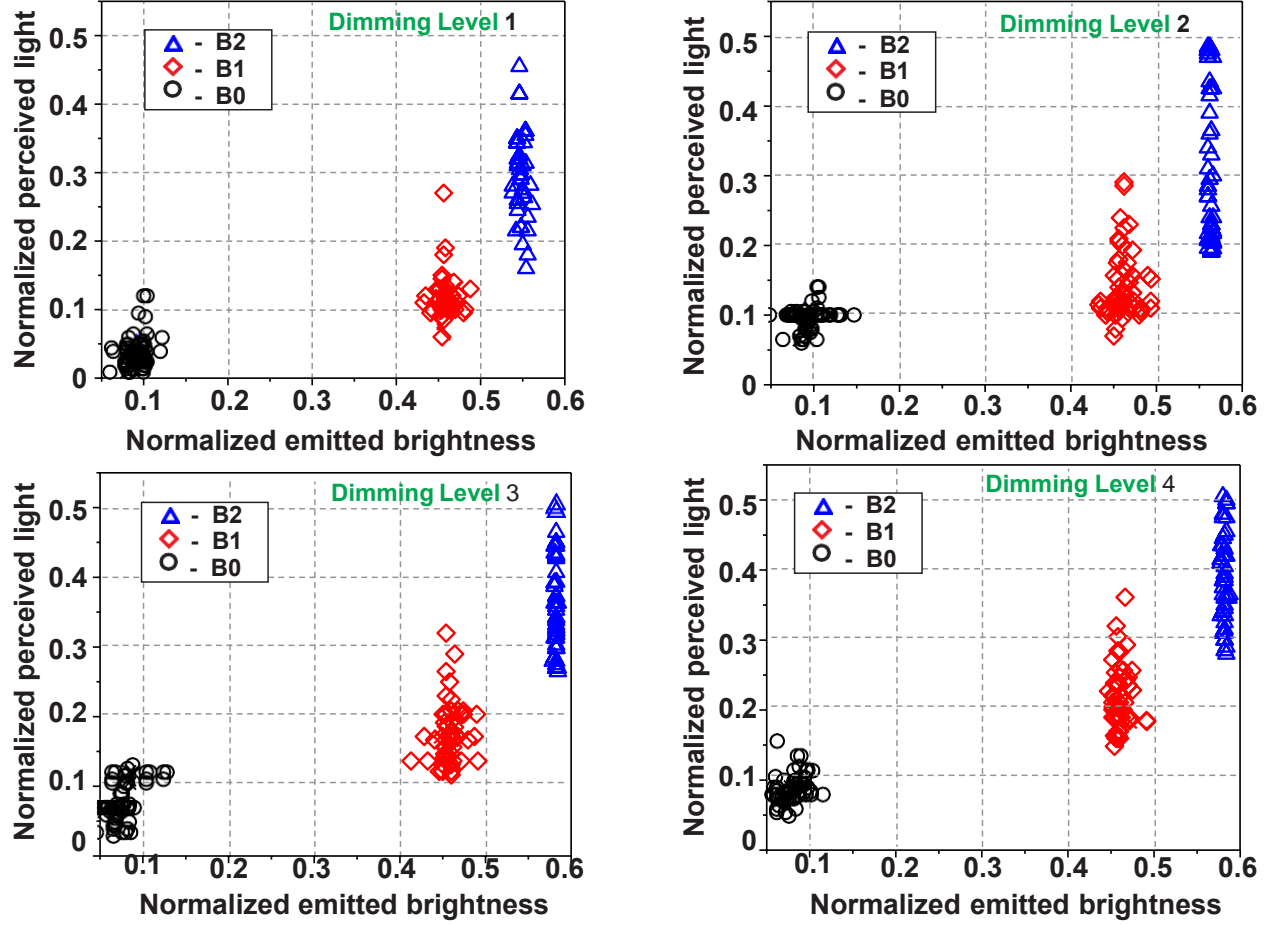 Dimming Level 1
- B2
- B1
- B0
Normalized perceived light
0.5
0.4
0.3
0.2
0.1
0
0.1 0.2 0.3 0.4 0.5 0.6
Normalized emitted brightness
Dimming Level 2
- B2
- B1
- B0
Normalized perceived light
0.5
0.4
0.3
0.2
0.1
0
0.1 0.2 0.3 0.4 0.5 0.6
Normalized emitted brightness
Dimming Level 3
- B2
- B1
- B0
Normalized perceived light
0.5
0.4
0.3
0.2
0.1
0
0.1 0.2 0.3 0.4 0.5 0.6
Normalized emitted brightness
Dimming Level 4
- B2
- B1
- B0
Normalized perceived light
0.5
0.4
0.3
0.2
0.1
0
0.1 0.2 0.3 0.4 0.5 0.6
Normalized emitted brightness